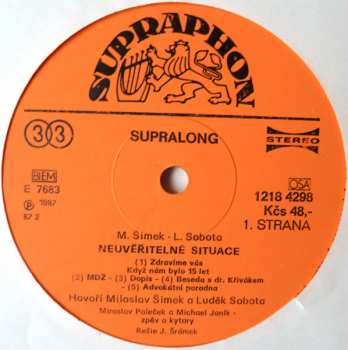 SUPRAPHON
33
SUPRALONG
STEREO
BIEM
E 7683
℗ 1987
87 2
OSA
1218 4298
Kčs 48,-
1. STRANA
M. Šimek - L. Sobota
NEUVĚŘITELNÉ SITUACE
(1) Zdravíme vás
Když nám bylo 15 let
(2) MDŽ - (3) Dopis - (4) Beseda s dr. Křivákem
- (5) Advokátní poradna
Hovoří Miloslav Šimek a Luděk Sobota
Miroslav Paleček a Michael Janík -
zpěv a kytary
Režie J. Šrámek